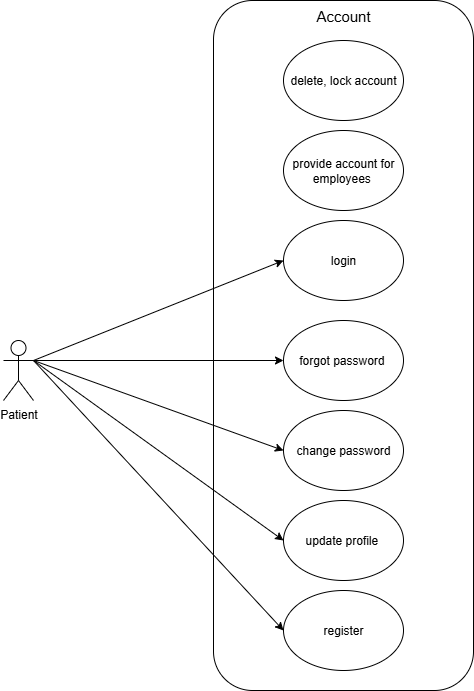 Account
delete, lock account
provide account for
employees
login
forgot password
Patient
change password
update profile
register